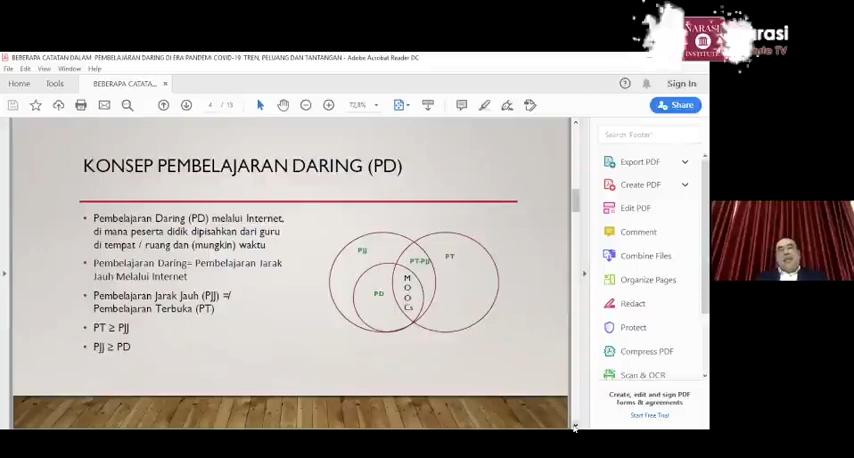 NARASI
INSTITUTE
BEBERAPA CATATAN DALAM PEMBELAJARAN DARING DI ERA PANDEMI COVID-19 TREN, PELUANG DAN TANTANGAN - Adobe Acrobat Reader DC
File Edit View Window Help
Home Tools BEBERAPA CATATA... × Sign In
4 / 13 72,8% Share
KONSEP PEMBELAJARAN DARING (PD)
• Pembelajaran Daring (PD) melalui Internet,
di mana peserta didik dipisahkan dari guru
di tempat / ruang dan (mungkin) waktu
• Pembelajaran Daring= Pembelajaran Jarak
Jauh Melalui Internet
• Pembelajaran Jarak Jauh (PJJ) ≠
Pembelajaran Terbuka (PT)
• PT ≥ PJJ
• PJJ ≥ PD
PJJ
PT-PJJ
PT
PD
M
O
O
Cs
Export PDF
Create PDF
Edit PDF
Comment
Combine Files
Organize Pages
Redact
Protect
Compress PDF
Scan & OCR
Create, edit and sign PDF
forms & agreements
Start Free Trial